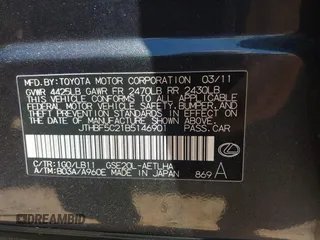 MFD.BY:TOYOTA MOTOR CORPORATION 03/11
GVWR 4425LB GAWR FR 2470LB RR 2430LB
THIS VEHICLE CONFORMS TO ALL APPLICABLE FEDERAL
MOTOR VEHICLE SAFETY, BUMPER, AND THEFT
PREVENTION STANDARDS IN EFFECT ON THE DATE OF
MANUFACTURE SHOWN ABOVE.
JTHBF5C21B5146901 PASS. CAR
C/TR:1G0/LB11 GSE20L-AETLHA
A/TM:B03A/A960E MADE IN JAPAN 869 A
DREAMBID